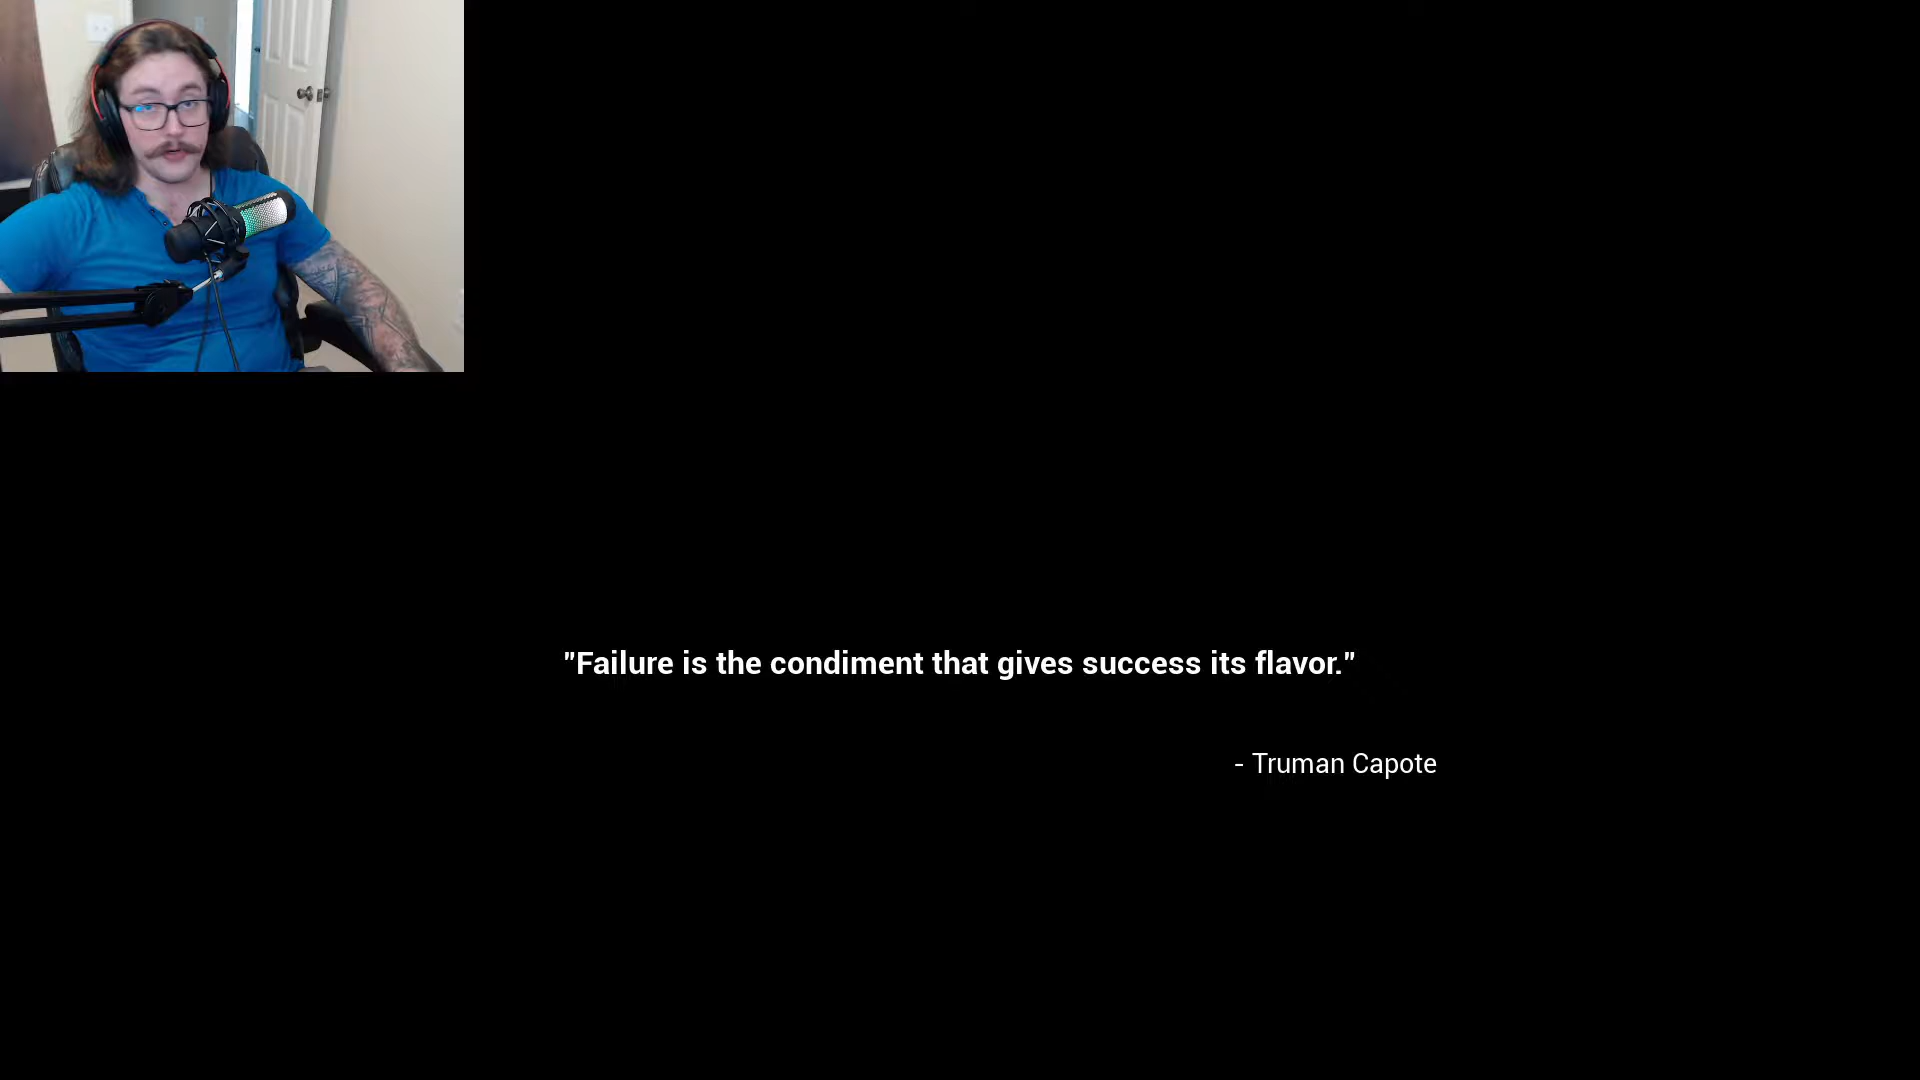 "Failure is the condiment that gives success its flavor."
- Truman Capote